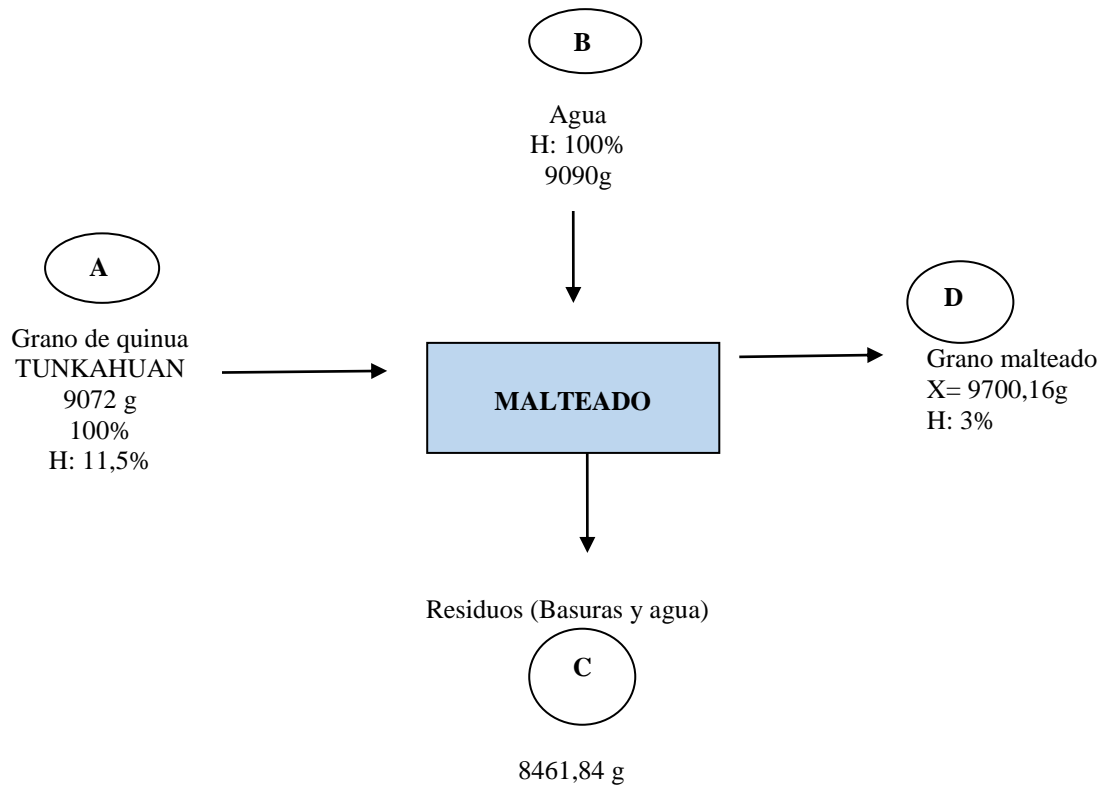 B
Agua
H: 100%
9090g
A
Grano de quinua
TUNKAHUAN
9072 g
100%
H: 11,5%
MALTEADO
D
Grano malteado
X= 9700,16g
H: 3%
Residuos (Basuras y agua)
C
8461,84 g